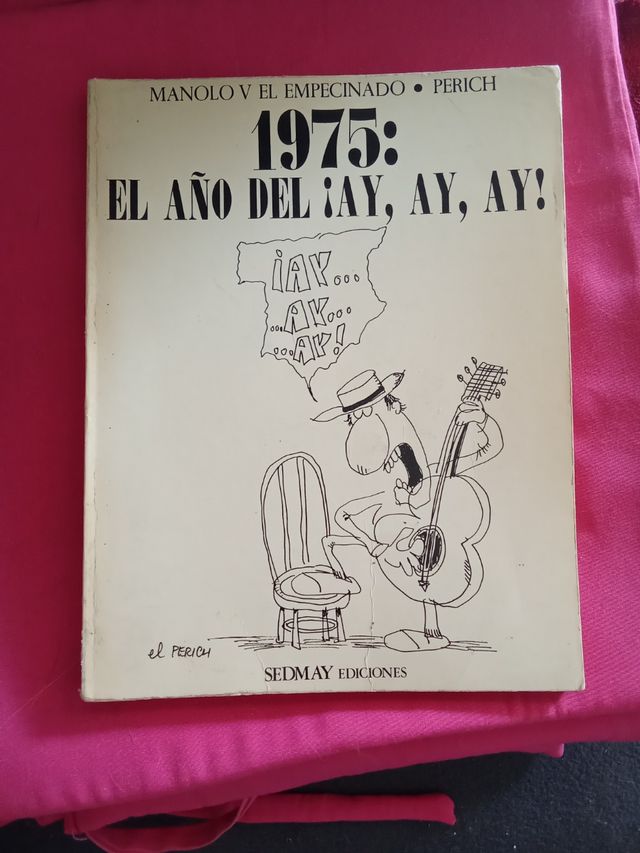 MANOLO V EL EMPECINADO • PERICH
1975:
EL AÑO DEL ¡AY, AY, AY!
¡AY...
...AY...
...AY!
el PERICH
SEDMAY EDICIONES